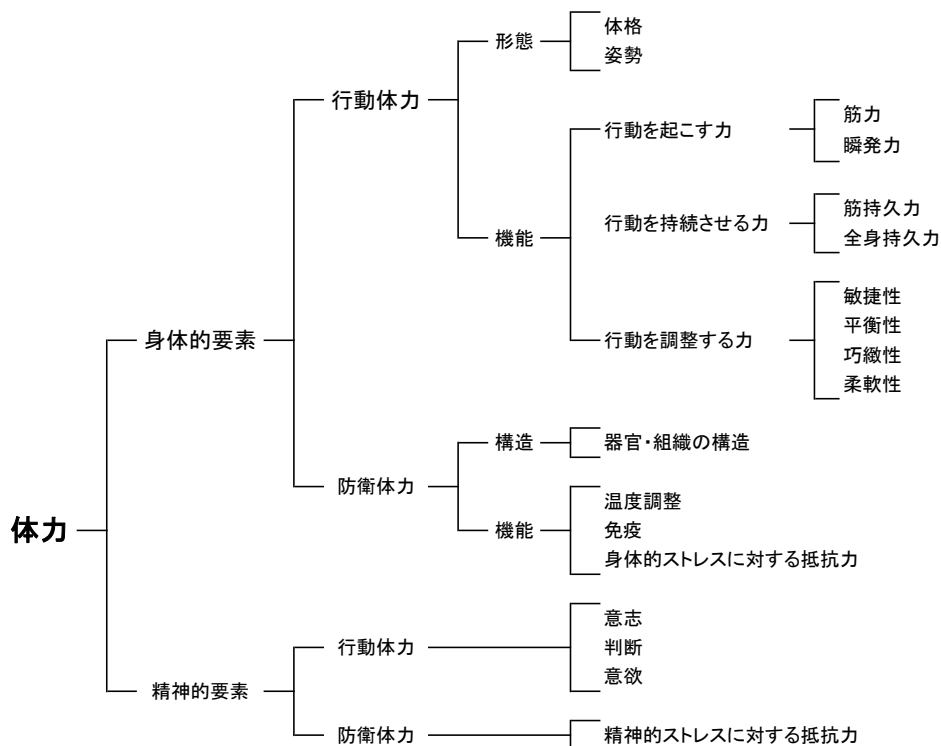 体格
形態
姿勢
行動体力
筋力
行動を起こす力
瞬発力
筋持久力
行動を持続させる力
機能
全身持久力
敏捷性
平衡性
身体的要素
行動を調整する力
巧緻性
柔軟性
構造
器官・組織の構造
防衛体力
温度調整
体力
機能
免疫
身体的ストレスに対する抵抗力
意志
行動体力
判断
意欲
精神的要素
防衛体力
精神的ストレスに対する抵抗力